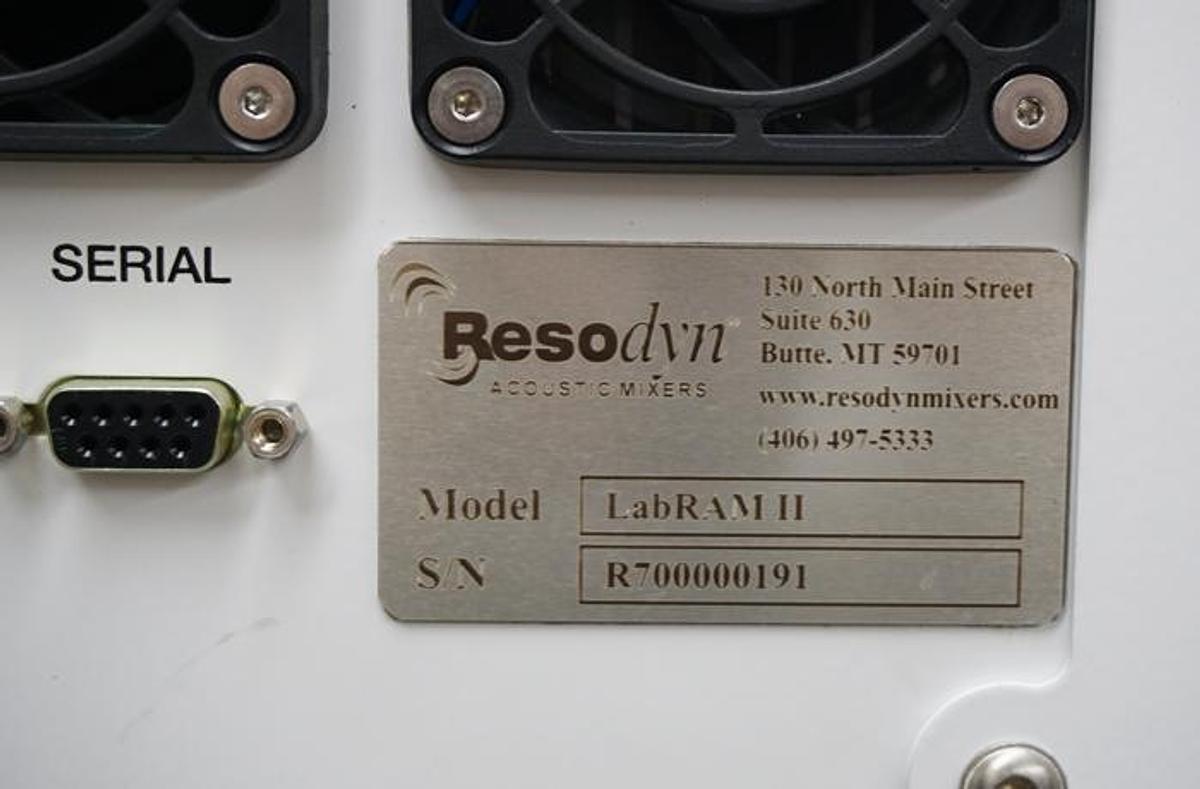 SERIAL
Resodyn
ACOUSTIC MIXERS
130 North Main Street
Suite 630
Butte, MT 59701
www.resodynmixers.com
(406) 497-5333
Model LabRAM II
S/N R700000191